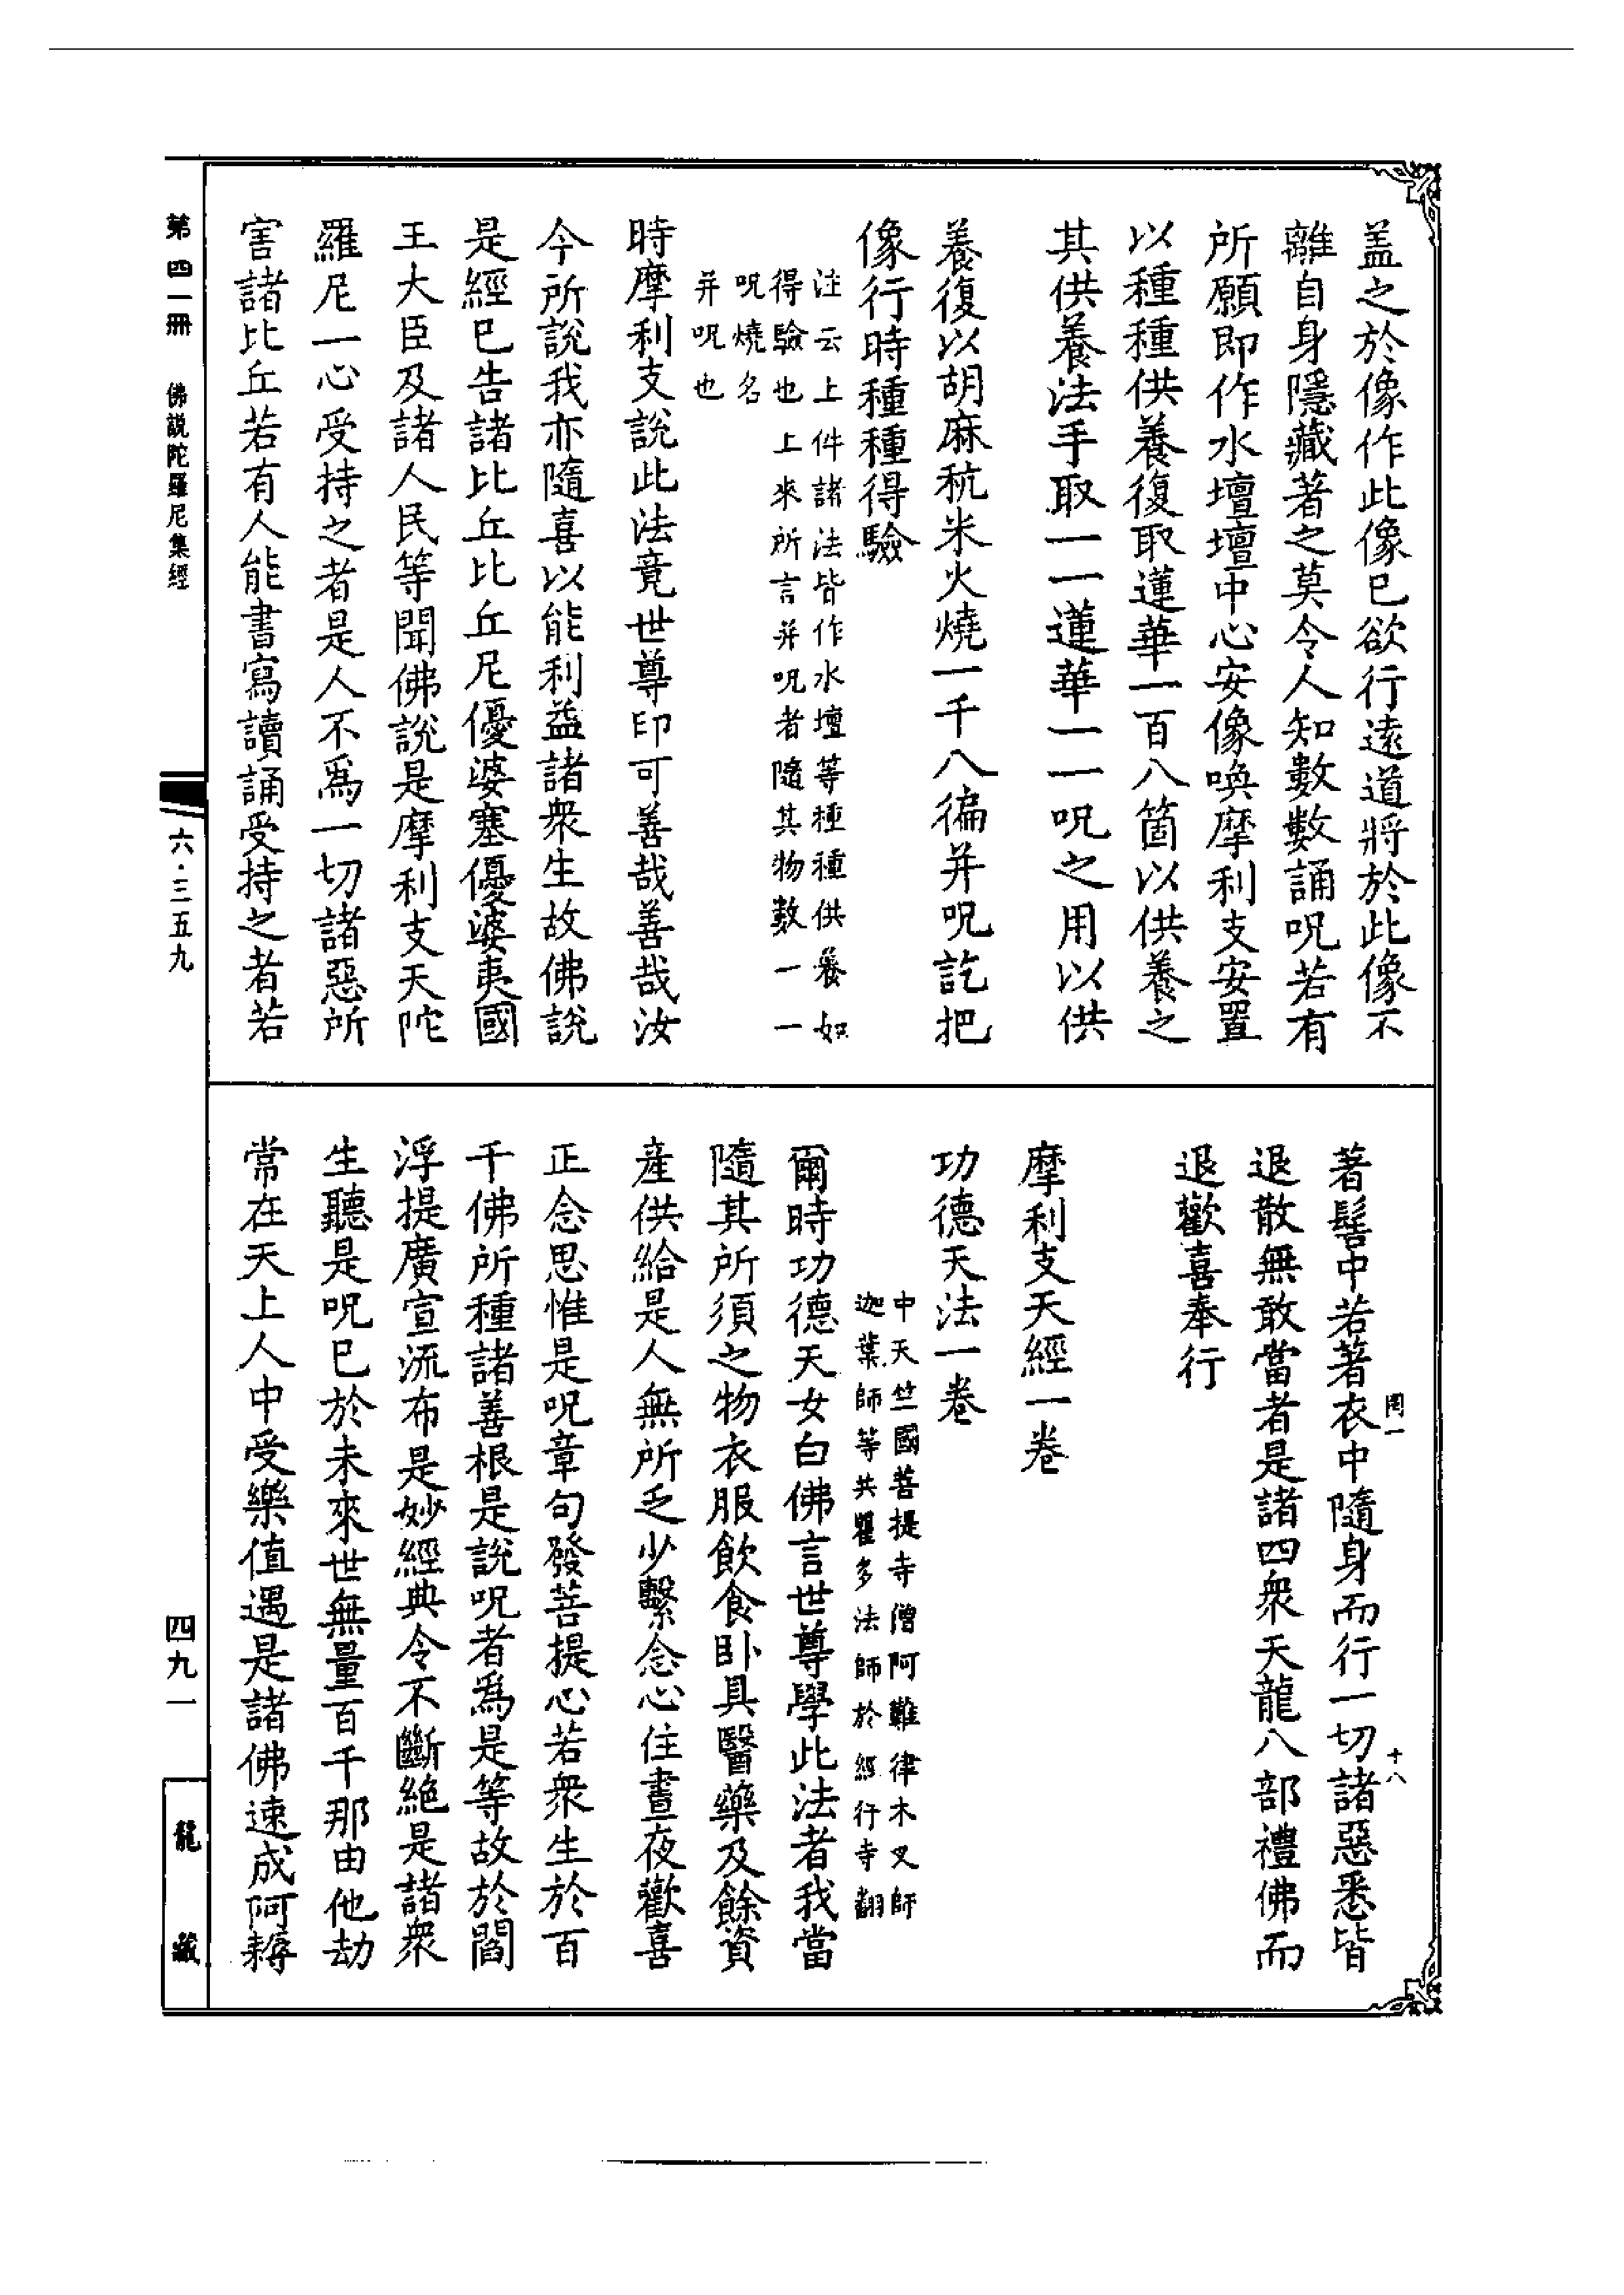 盖之於像作此像已欲行遠道將於此像不
離自身隱藏著之莫令人知數數誦呪若有
所願即作水壇壇中心安像喚摩利支安置
以種種供養復取蓮華一百八箇以供養之
其供養法手取一一蓮華一一呪之用以供
養復以胡麻秔米火燒一千八徧并呪訖把
像行時種種得驗
注云上件諸法皆作水壇等種種供養如
得驗也上來所言并呪者隨其物數一一
呪燒名
并呪也
時摩利支說此法竟世尊印可善哉善哉汝
今所說我亦隨喜以能利益諸衆生故佛說
是經已告諸比丘比丘尼優婆塞優婆夷國
王大臣及諸人民等聞佛說是摩利支天陀
羅尼一心受持之者是人不爲一切諸惡所
害諸比丘若有人能書寫讀誦受持之者若
著髻中若著衣中隨身而行一切諸惡悉皆
退散無敢當者是諸四衆天龍八部禮佛而
退歡喜奉行
摩利支天經一卷
功德天法一卷
中天竺國菩提寺僧阿難律木叉師
迦葉師等共瞿多法師於經行寺翻
爾時功德天女白佛言世尊學此法者我當
隨其所須之物衣服飲食卧具醫藥及餘資
産供給是人無所乏少繫念心住晝夜歡喜
正念思惟是呪章句發菩提心若衆生於百
千佛所種諸善根是說呪者爲是等故於閻
浮提廣宣流布是妙經典令不斷絶是諸衆
生聽是呪已於未來世無量百千那由他劫
常在天上人中受樂值遇是諸佛速成阿耨
十八
第四一冊 佛説陀羅尼集經
六·三五九
四九一
龍藏